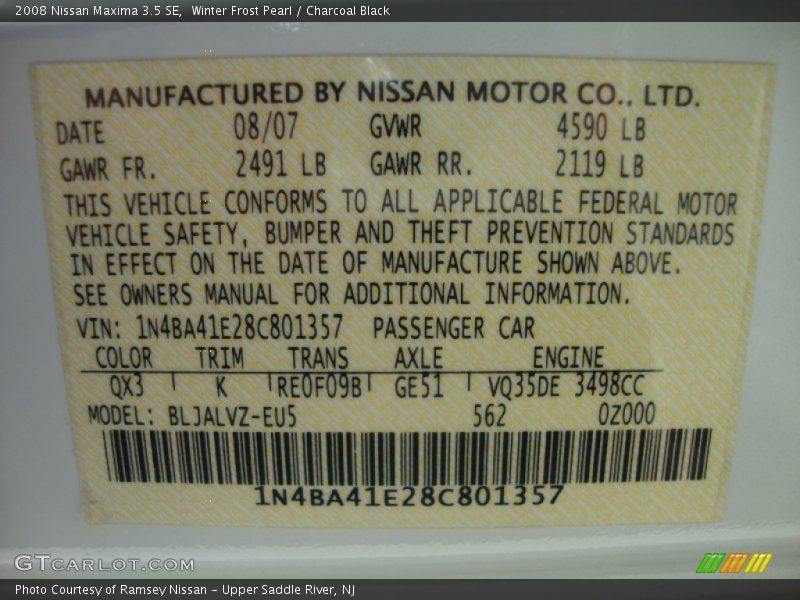 2008 Nissan Maxima 3.5 SE,  Winter Frost Pearl / Charcoal Black
MANUFACTURED BY NISSAN MOTOR CO., LTD.
DATE 08/07 GVWR 4590 LB
GAWR FR. 2491 LB GAWR RR. 2119 LB
THIS VEHICLE CONFORMS TO ALL APPLICABLE FEDERAL MOTOR
VEHICLE SAFETY, BUMPER AND THEFT PREVENTION STANDARDS
IN EFFECT ON THE DATE OF MANUFACTURE SHOWN ABOVE.
SEE OWNERS MANUAL FOR ADDITIONAL INFORMATION.
VIN: 1N4BA41E28C801357 PASSENGER CAR
COLOR TRIM TRANS AXLE ENGINE
QX3 K RE0F09B GE51 VQ35DE 3498CC
MODEL: BLJALVZ-EU5 562 0Z000
1N4BA41E28C801357
GTCARLOT.COM
Photo Courtesy of Ramsey Nissan – Upper Saddle River, NJ